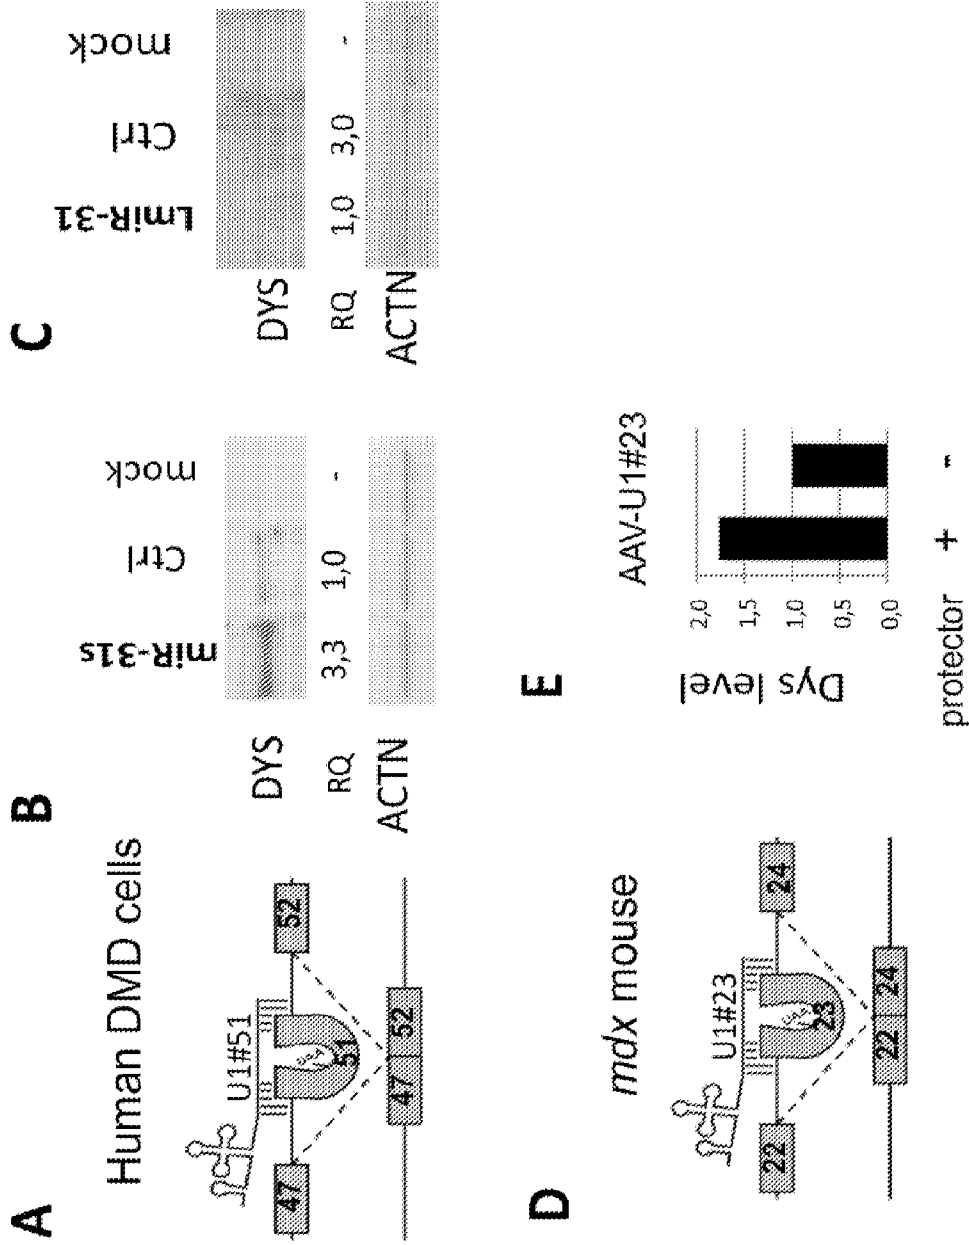 A
Human DMD cells
U1#51
47
51
52
47
52
B
miR-31s
Ctrl
mock
DYS
RQ
3,3
1,0
-
ACTN
C
LmiR-31
Ctrl
mock
DYS
RQ
1,0
3,0
-
ACTN
D
mdx mouse
U1#23
22
23
24
22
24
E
AAV-U1#23
Dys level
2,0
1,5
1,0
0,5
0,0
protector
+
-